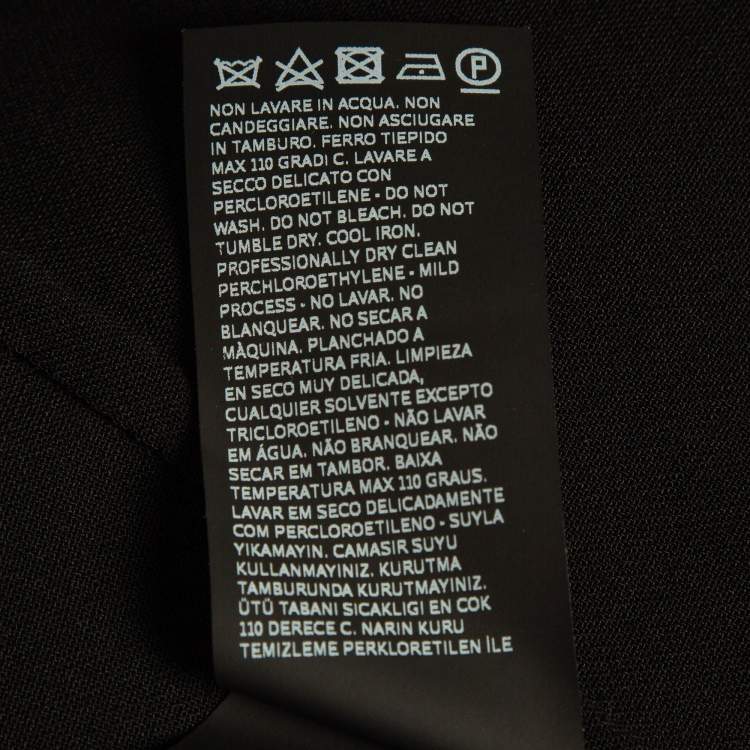 P
NON LAVARE IN ACQUA. NON
CANDEGGIARE. NON ASCIUGARE
IN TAMBURO. FERRO TIEPIDO
MAX 110 GRADI C. LAVARE A
SECCO DELICATO CON
PERCLOROETILENE - DO NOT
WASH. DO NOT BLEACH. DO NOT
TUMBLE DRY. COOL IRON.
PROFESSIONALLY DRY CLEAN
PERCHLOROETHYLENE - MILD
PROCESS - NO LAVAR. NO
BLANQUEAR. NO SECAR A
MÀQUINA. PLANCHADO A
TEMPERATURA FRIA. LIMPIEZA
EN SECO MUY DELICADA,
CUALQUIER SOLVENTE EXCEPTO
TRICLOROETILENO - NÃO LAVAR
EM ÁGUA. NÃO BRANQUEAR. NÃO
SECAR EM TAMBOR. BAIXA
TEMPERATURA MAX 110 GRAUS.
LAVAR EM SECO DELICADAMENTE
COM PERCLOROETILENO - SUYLA
YIKAMAYIN. CAMASIR SUYU
KULLANMAYINIZ. KURUTMA
TAMBURUNDA KURUTMAYINIZ.
ÜTÜ TABANI SICAKLIGI EN COK
110 DERECE C. NARIN KURU
TEMIZLEME PERKLORETILEN İLE